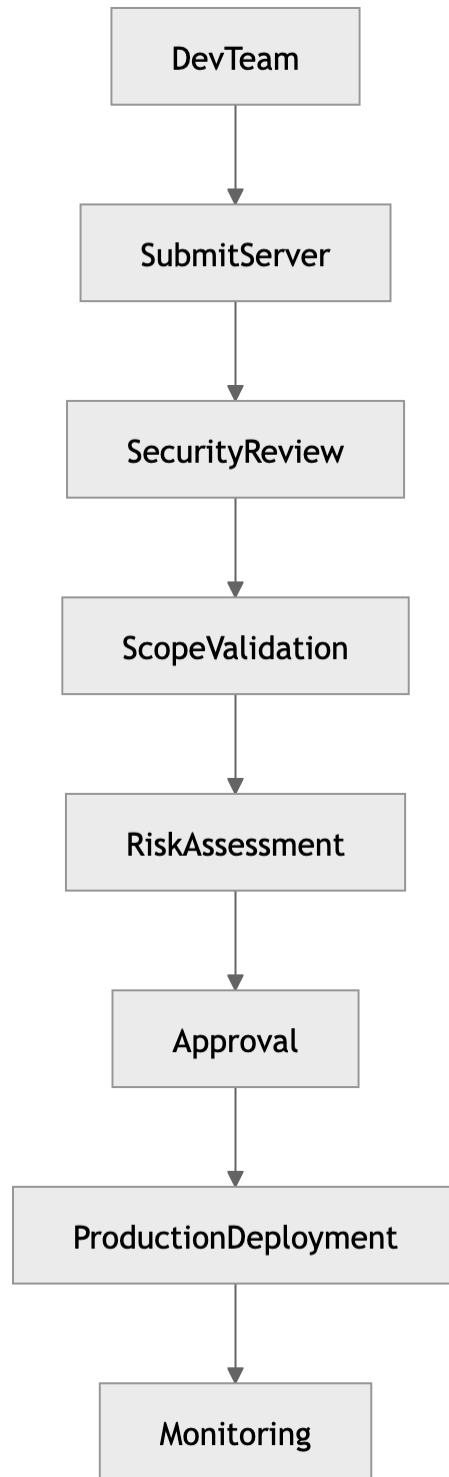 DevTeam
SubmitServer
SecurityReview
ScopeValidation
RiskAssessment
Approval
ProductionDeployment
Monitoring